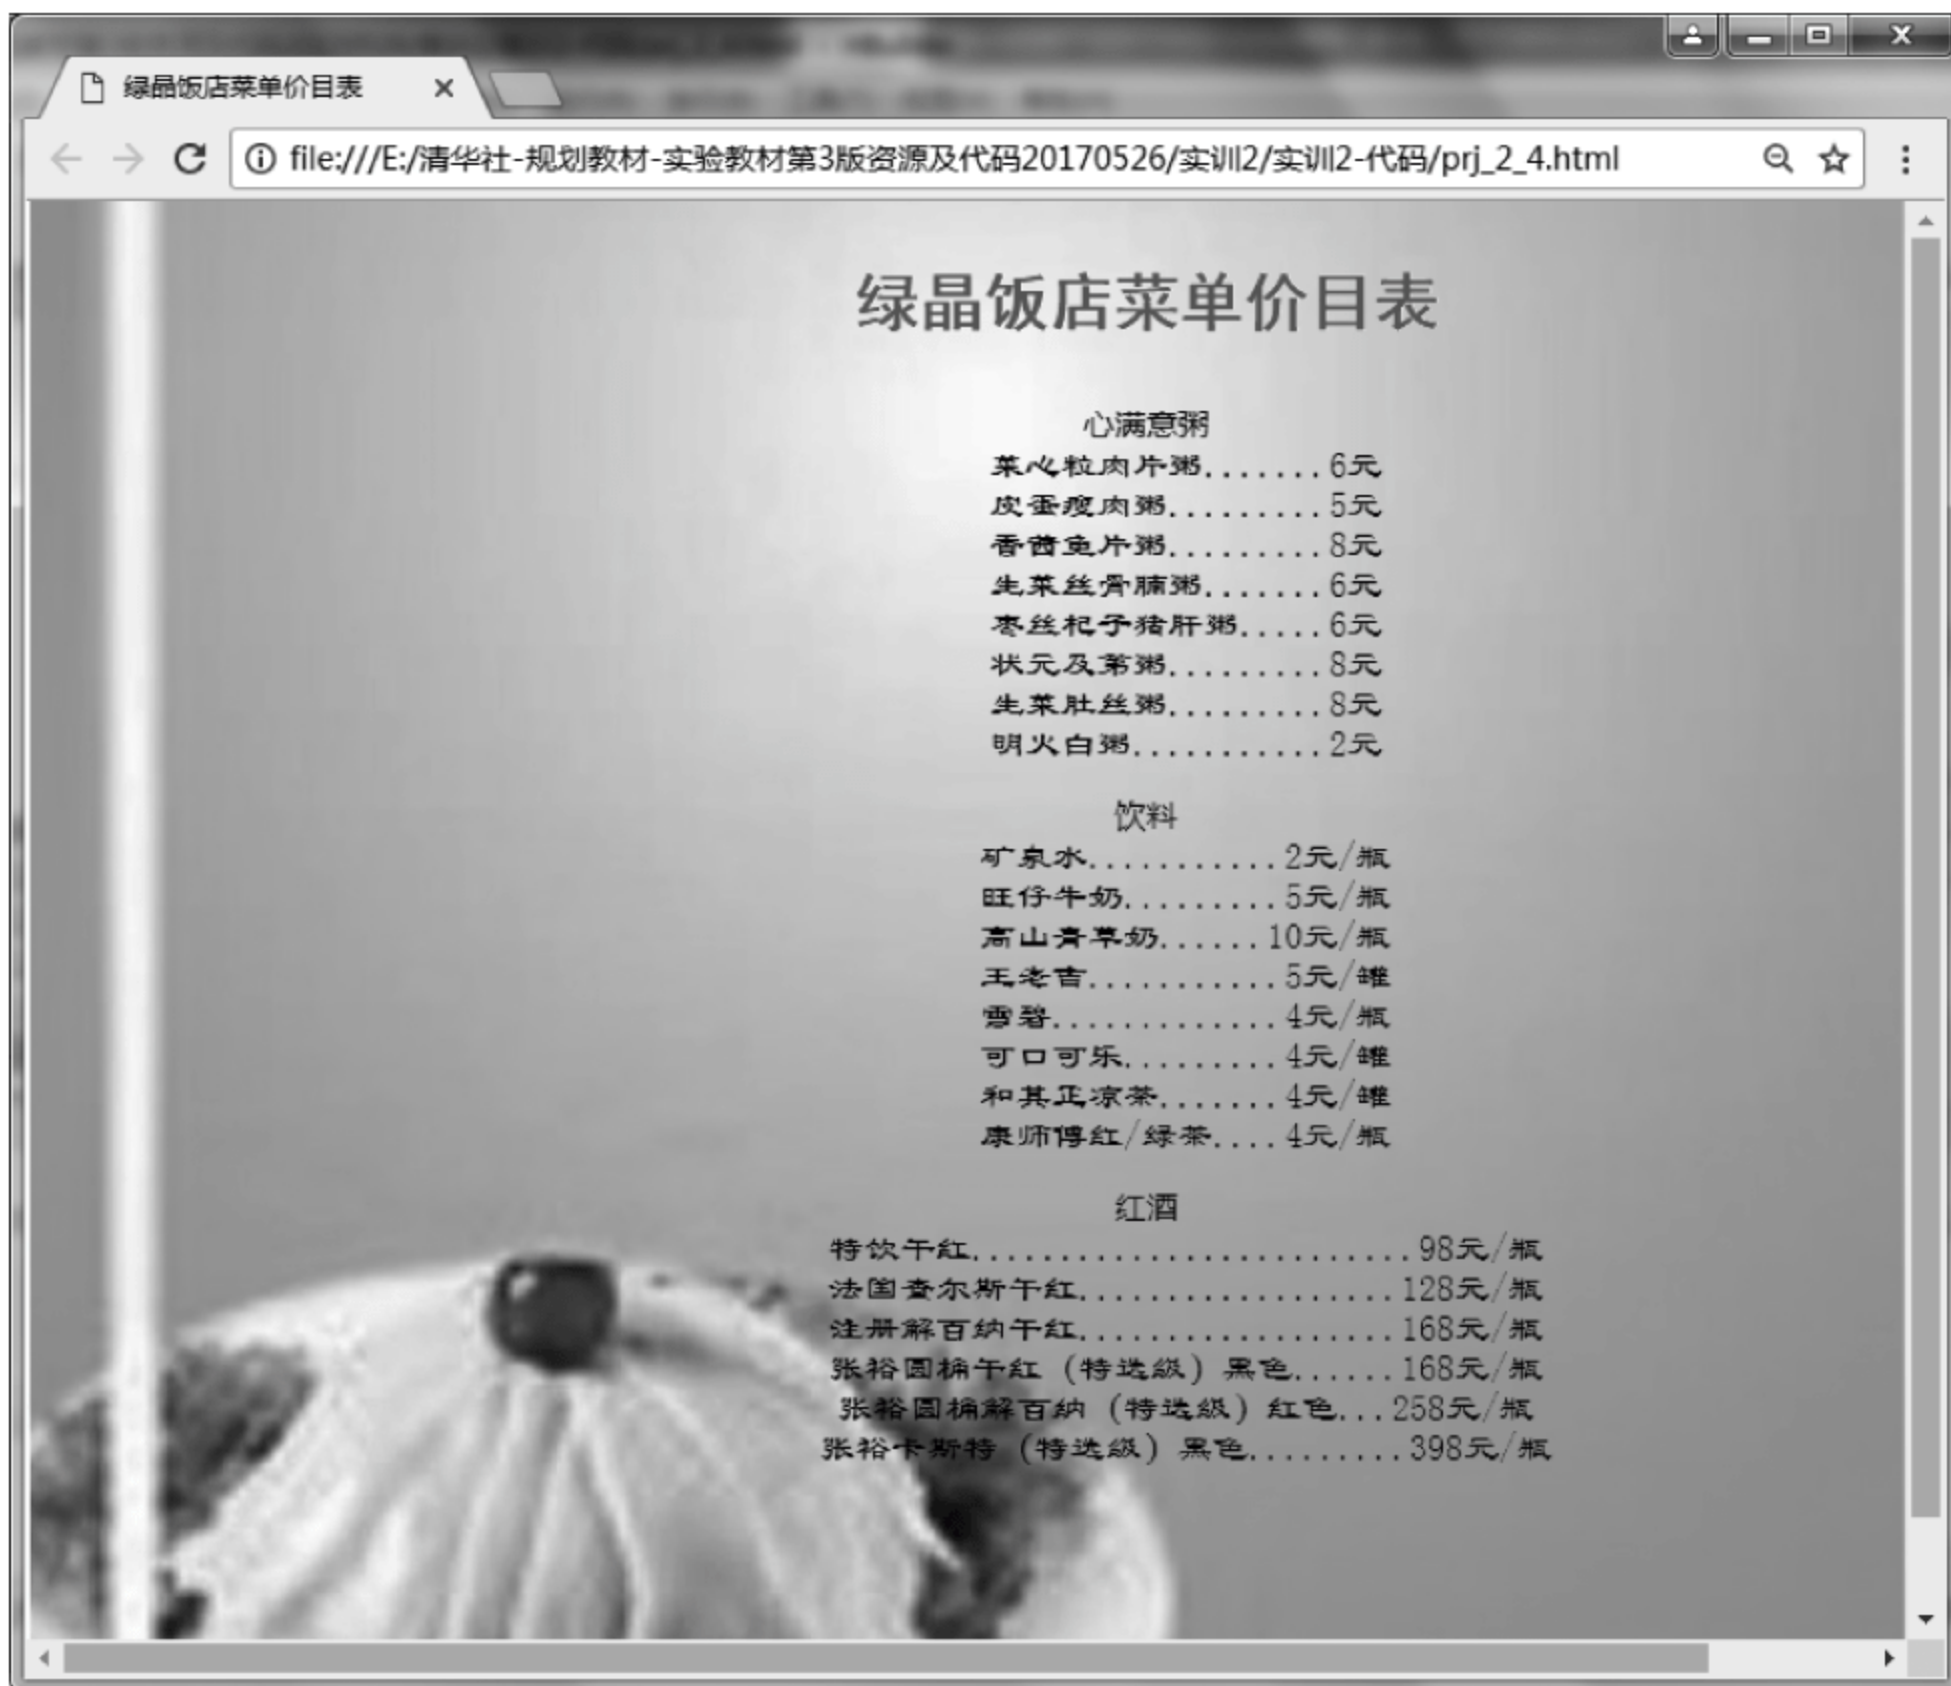 绿晶饭店菜单价目表
file:///E:/清华社-规划教材-实验教材第3版资源及代码20170526/实训2/实训2-代码/prj_2_4.html
绿晶饭店菜单价目表
心满意粥
菜心粒肉片粥.......6元
皮蛋瘦肉粥.........5元
香茜鱼片粥.........8元
生菜丝骨腩粥.......6元
枣丝杞子猪肝粥.....6元
状元及第粥.........8元
生菜肚丝粥.........8元
明火白粥...........2元
饮料
矿泉水...........2元/瓶
旺仔牛奶.........5元/瓶
高山青草奶......10元/瓶
王老吉...........5元/罐
雪碧.............4元/瓶
可口可乐.........4元/罐
和其正凉茶.......4元/罐
康师傅红/绿茶....4元/瓶
红酒
特饮干红.........................98元/瓶
法国查尔斯干红..................128元/瓶
注册解百纳干红..................168元/瓶
张裕圆桶干红（特选级）黑色......168元/瓶
张裕圆桶解百纳（特选级）红色...258元/瓶
张裕卡斯特（特选级）黑色.........398元/瓶